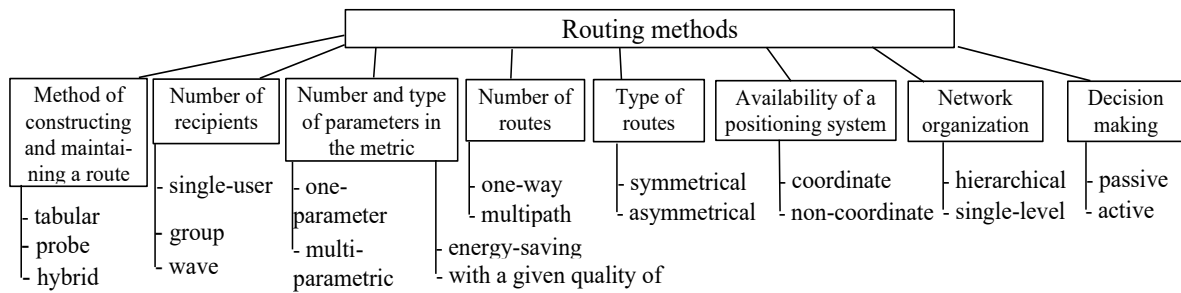 Routing methods
Method of
constructing
and maintai-
ning a route
- tabular
- probe
- hybrid
Number of
recipients
- single-user
- group
- wave
Number and type
of parameters in
the metric
- one-
parameter
- multi-
parametric
- energy-saving
- with a given quality of
Number of
routes
- one-way
- multipath
Type of
routes
- symmetrical
- asymmetrical
Availability of a
positioning system
- coordinate
- non-coordinate
Network
organization
- hierarchical
- single-level
Decision
making
- passive
- active